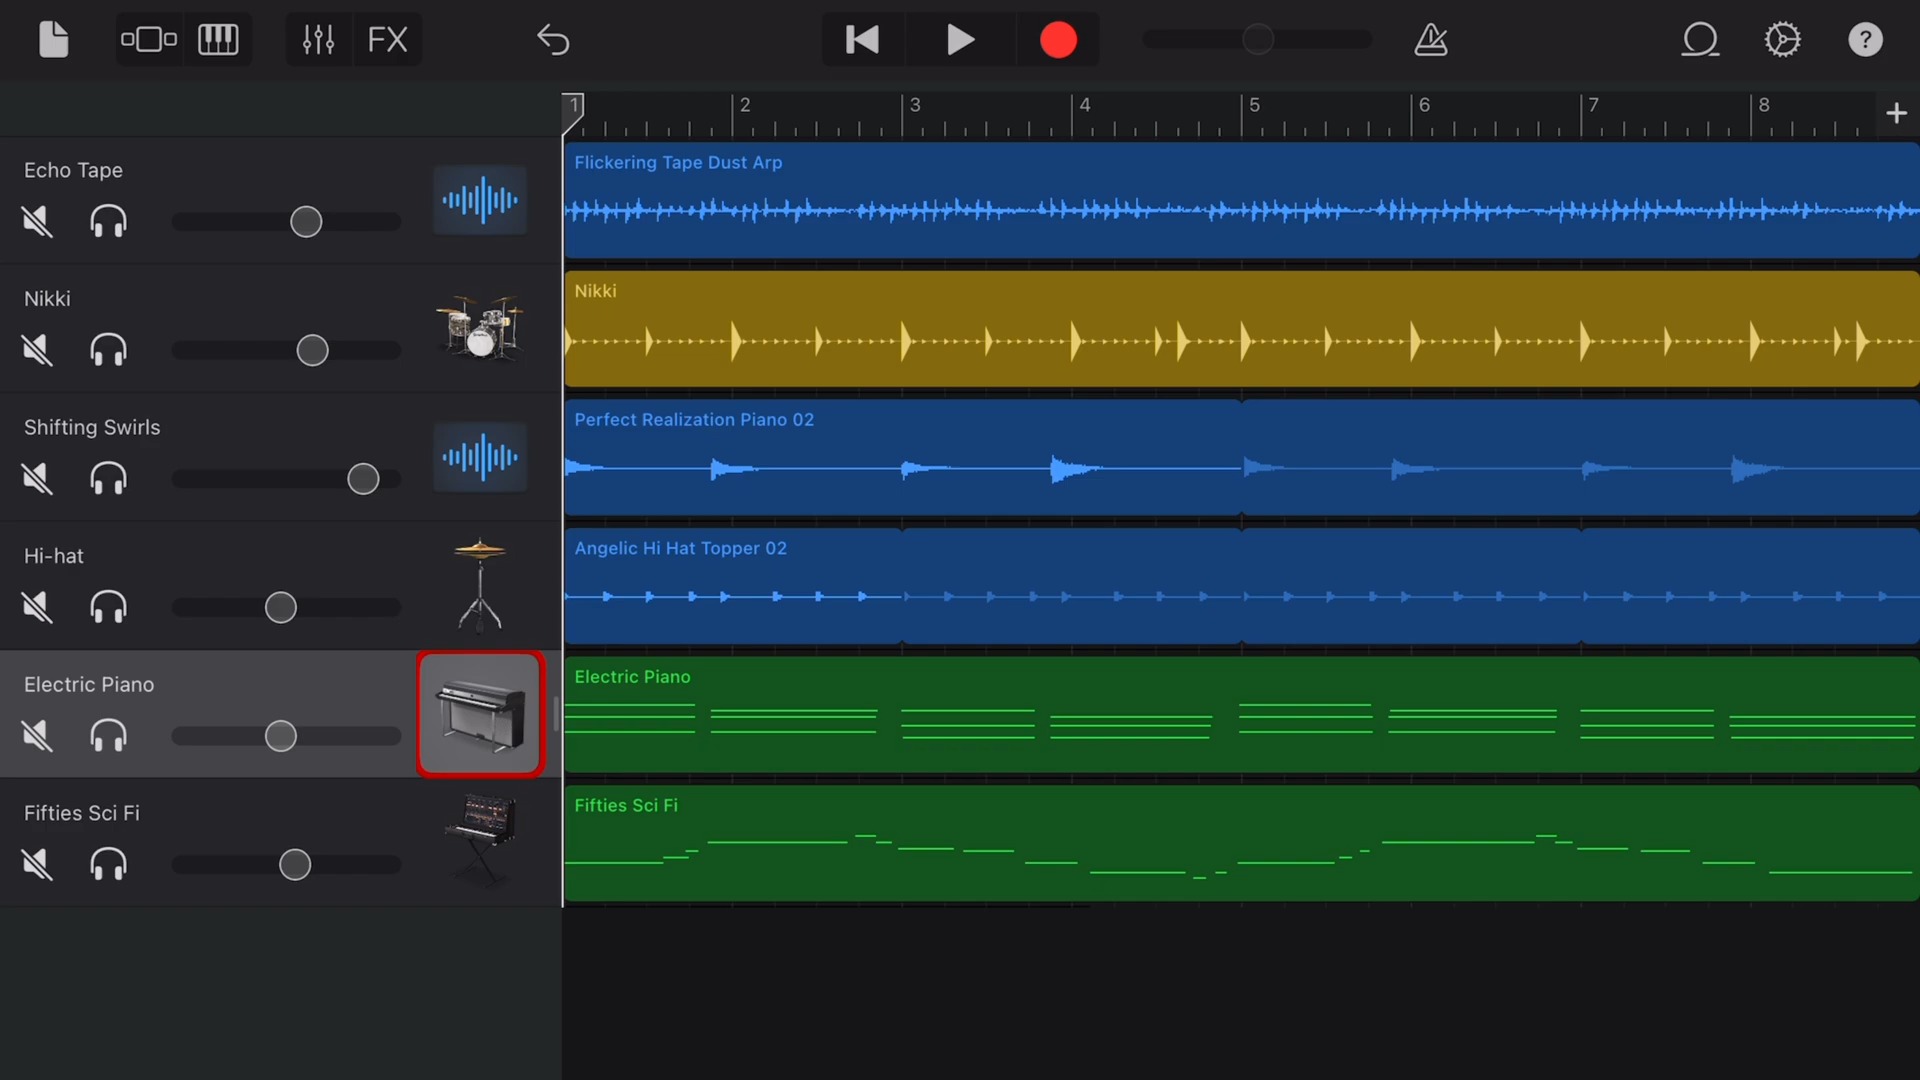 FX
?
1 2 3 4 5 6 7 8 +
Echo Tape
Flickering Tape Dust Arp
Nikki
Nikki
Shifting Swirls
Perfect Realization Piano 02
Hi-hat
Angelic Hi Hat Topper 02
Electric Piano
Electric Piano
Fifties Sci Fi
Fifties Sci Fi